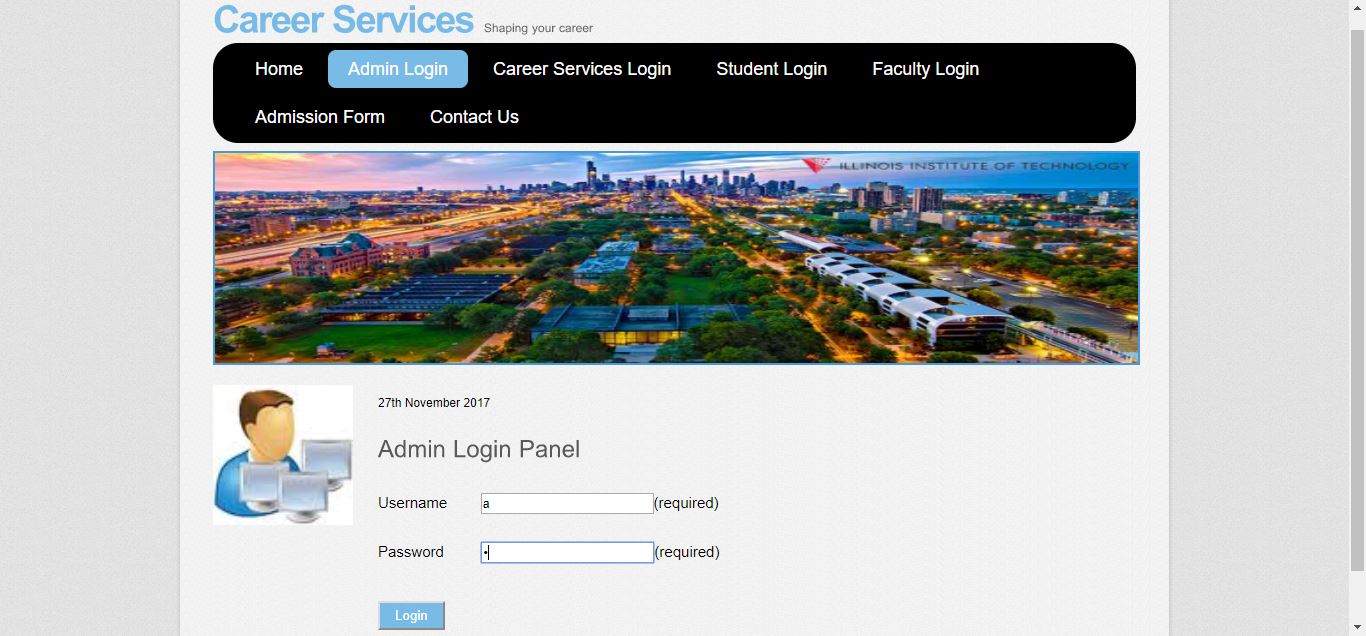 Career Services Shaping your career
Home Admin Login Career Services Login Student Login Faculty Login
Admission Form Contact Us
ILLINOIS INSTITUTE OF TECHNOLOGY
27th November 2017
Admin Login Panel
Username a (required)
Password • (required)
Login